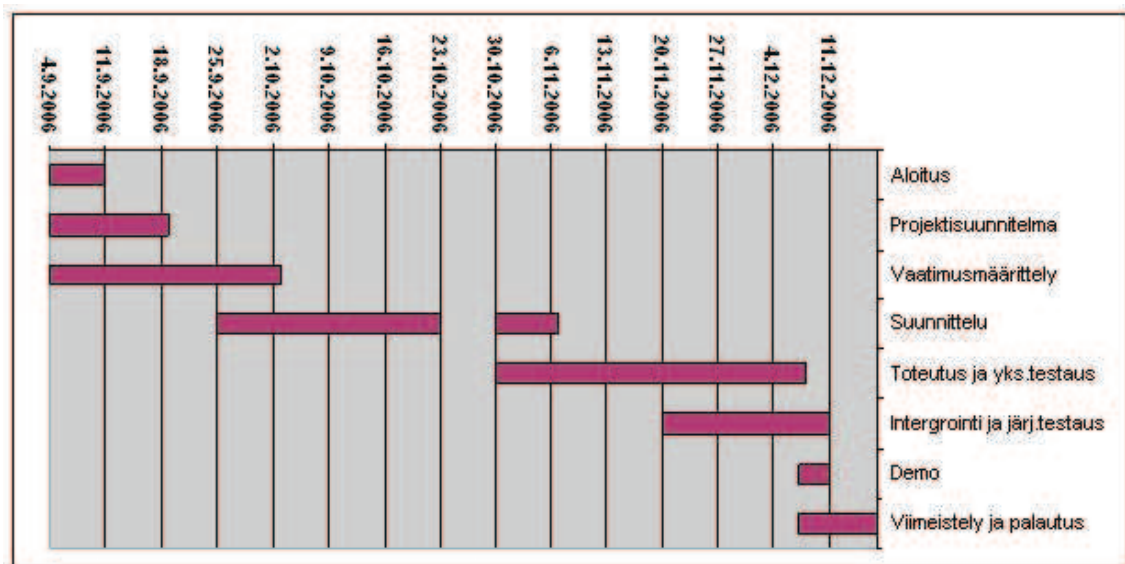 4.9.2006
11.9.2006
18.9.2006
25.9.2006
2.10.2006
9.10.2006
16.10.2006
23.10.2006
30.10.2006
6.11.2006
13.11.2006
20.11.2006
27.11.2006
4.12.2006
11.12.2006
Aloitus
Projektisuunnitelma
Vaatimusmäärittely
Suunnittelu
Toteutus ja yks.testaus
Intergrointi ja järj.testaus
Demo
Viimeistely ja palautus